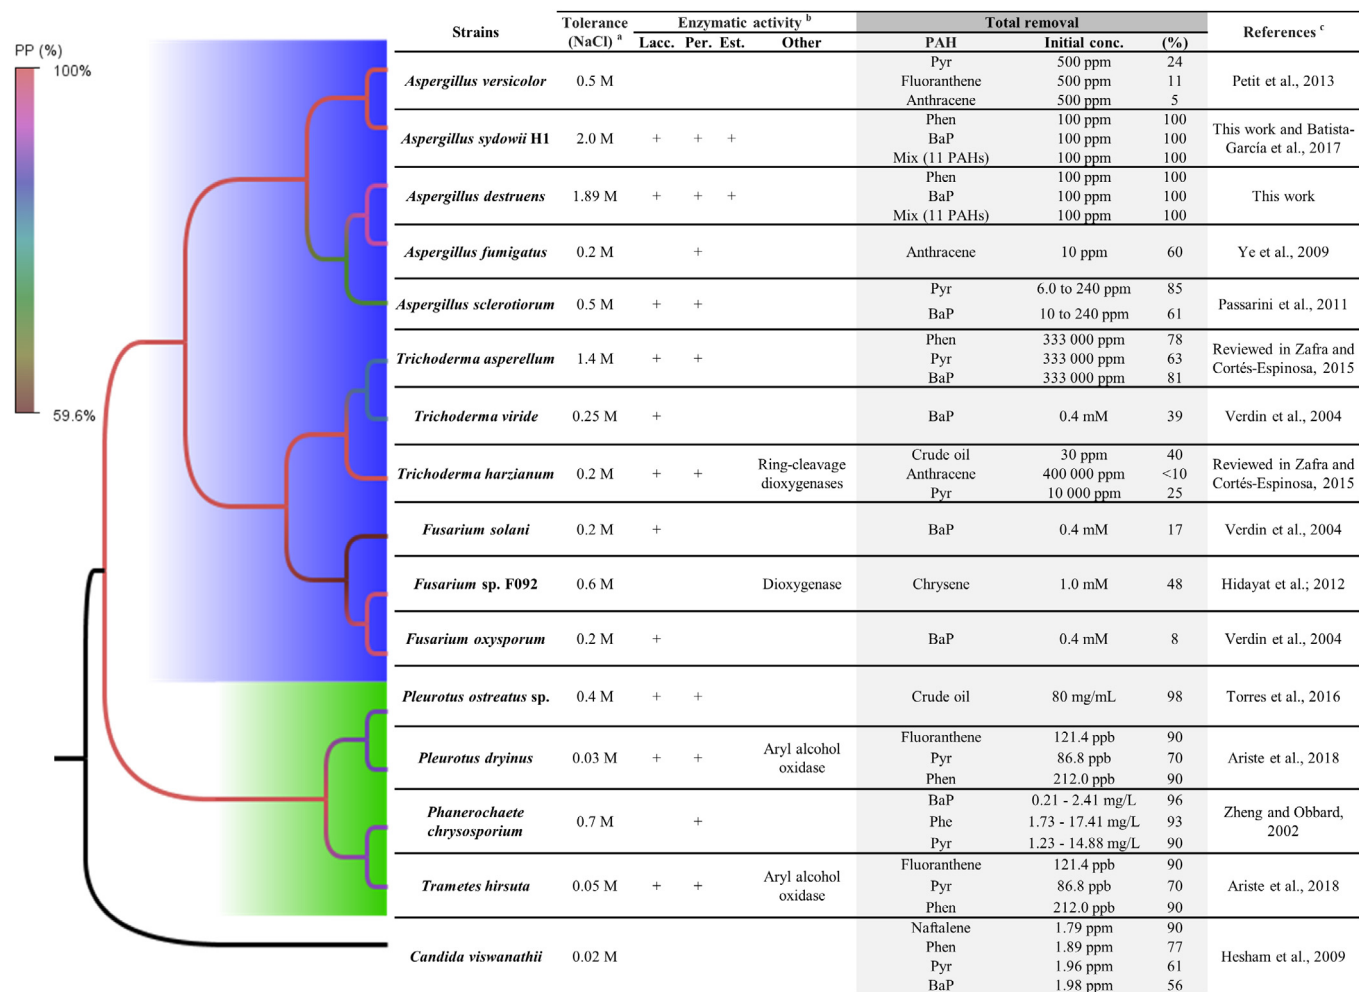 PP (%)
100%
59.6%
Strains Tolerance (NaCl) a Enzymatic activity b Total removal References c
Lacc. Per. Est. Other PAH Initial conc. (%)
Aspergillus versicolor 0.5 M Pyr 500 ppm 24 Petit et al., 2013
Fluoranthene 500 ppm 11
Anthracene 500 ppm 5
Aspergillus sydowii H1 2.0 M + + + Phen 100 ppm 100 This work and Batista-
BaP 100 ppm 100 García et al., 2017
Mix (11 PAHs) 100 ppm 100
Aspergillus destruens 1.89 M + + + Phen 100 ppm 100 This work
BaP 100 ppm 100
Mix (11 PAHs) 100 ppm 100
Aspergillus fumigatus 0.2 M + Anthracene 10 ppm 60 Ye et al., 2009
Aspergillus sclerotiorum 0.5 M + + Pyr 6.0 to 240 ppm 85 Passarini et al., 2011
BaP 10 to 240 ppm 61
Trichoderma asperellum 1.4 M + + Phen 333 000 ppm 78 Reviewed in Zafra and
Pyr 333 000 ppm 63 Cortés-Espinosa, 2015
BaP 333 000 ppm 81
Trichoderma viride 0.25 M + BaP 0.4 mM 39 Verdin et al., 2004
Trichoderma harzianum 0.2 M + + Ring-cleavage Crude oil 30 ppm 40 Reviewed in Zafra and
dioxygenases Anthracene 400 000 ppm <10 Cortés-Espinosa, 2015
Pyr 10 000 ppm 25
Fusarium solani 0.2 M + BaP 0.4 mM 17 Verdin et al., 2004
Fusarium sp. F092 0.6 M Dioxygenase Chrysene 1.0 mM 48 Hidayat et al.; 2012
Fusarium oxysporum 0.2 M + BaP 0.4 mM 8 Verdin et al., 2004
Pleurotus ostreatus sp. 0.4 M + + Crude oil 80 mg/mL 98 Torres et al., 2016
Pleurotus dryinus 0.03 M + + Aryl alcohol Fluoranthene 121.4 ppb 90 Ariste et al., 2018
oxidase Pyr 86.8 ppb 70
Phen 212.0 ppb 90
Phanerochaete 0.7 M + BaP 0.21 - 2.41 mg/L 96 Zheng and Obbard,
chrysosporium Phe 1.73 - 17.41 mg/L 93 2002
Pyr 1.23 - 14.88 mg/L 90
Trametes hirsuta 0.05 M + + Aryl alcohol Fluoranthene 121.4 ppb 90 Ariste et al., 2018
oxidase Pyr 86.8 ppb 70
Phen 212.0 ppb 90
Candida viswanathii 0.02 M Naftalene 1.79 ppm 90 Hesham et al., 2009
Phen 1.89 ppm 77
Pyr 1.96 ppm 61
BaP 1.98 ppm 56